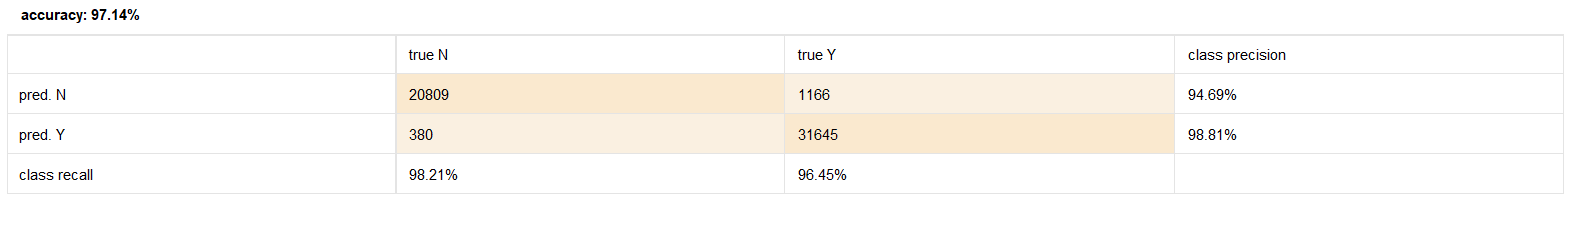 accuracy: 97.14%
true N true Y class precision
pred. N 20809 1166 94.69%
pred. Y 380 31645 98.81%
class recall 98.21% 96.45%